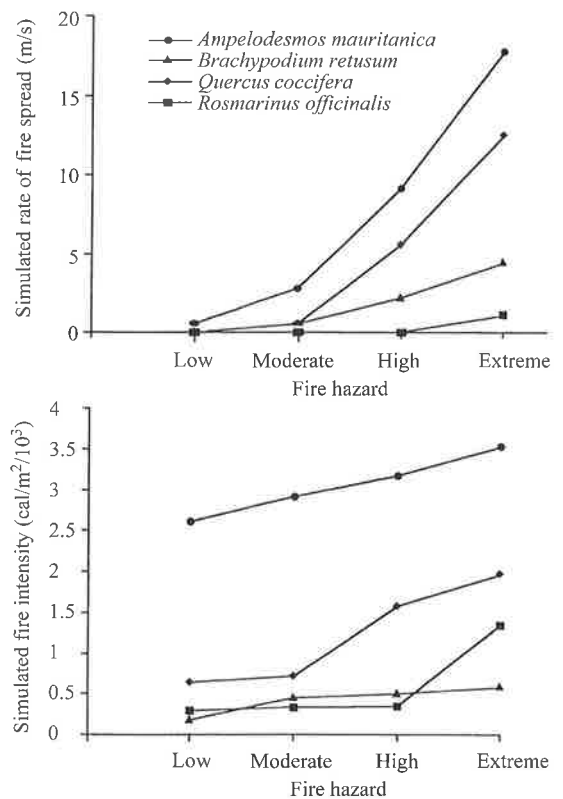 Simulated rate of fire spread (m/s)
20
15
10
5
0
Ampelodesmos mauritanica
Brachypodium retusum
Quercus coccifera
Rosmarinus officinalis
Low Moderate High Extreme
Fire hazard
Simulated fire intensity (cal/m²/10³)
4
3.5
3
2.5
2
1.5
1
0.5
0
Low Moderate High Extreme
Fire hazard